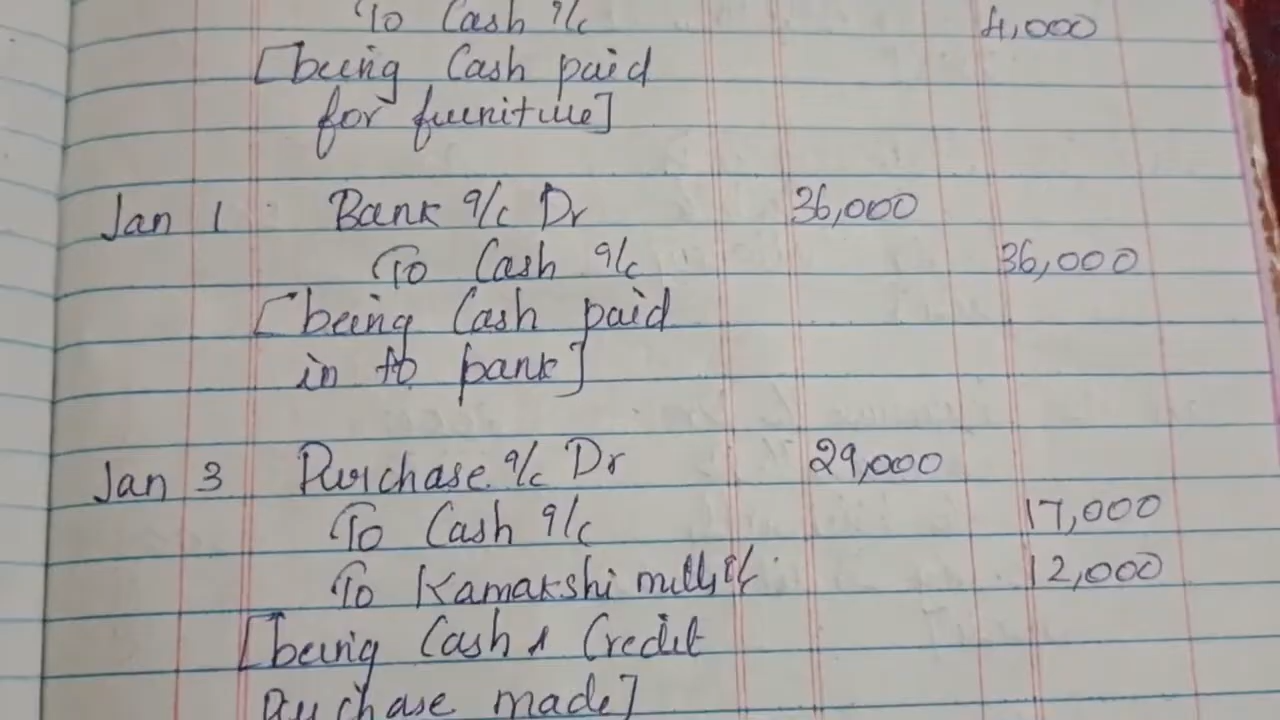 To Cash a/c 4,000
[being Cash paid
for furniture]
Jan 1 Bank a/c Dr 36,000
To Cash a/c 36,000
[being Cash paid
in to bank]
Jan 3 Purchase a/c Dr 29,000
To Cash a/c 17,000
To Kamakshi mills a/c 12,000
[being Cash & Credit
Purchase made]